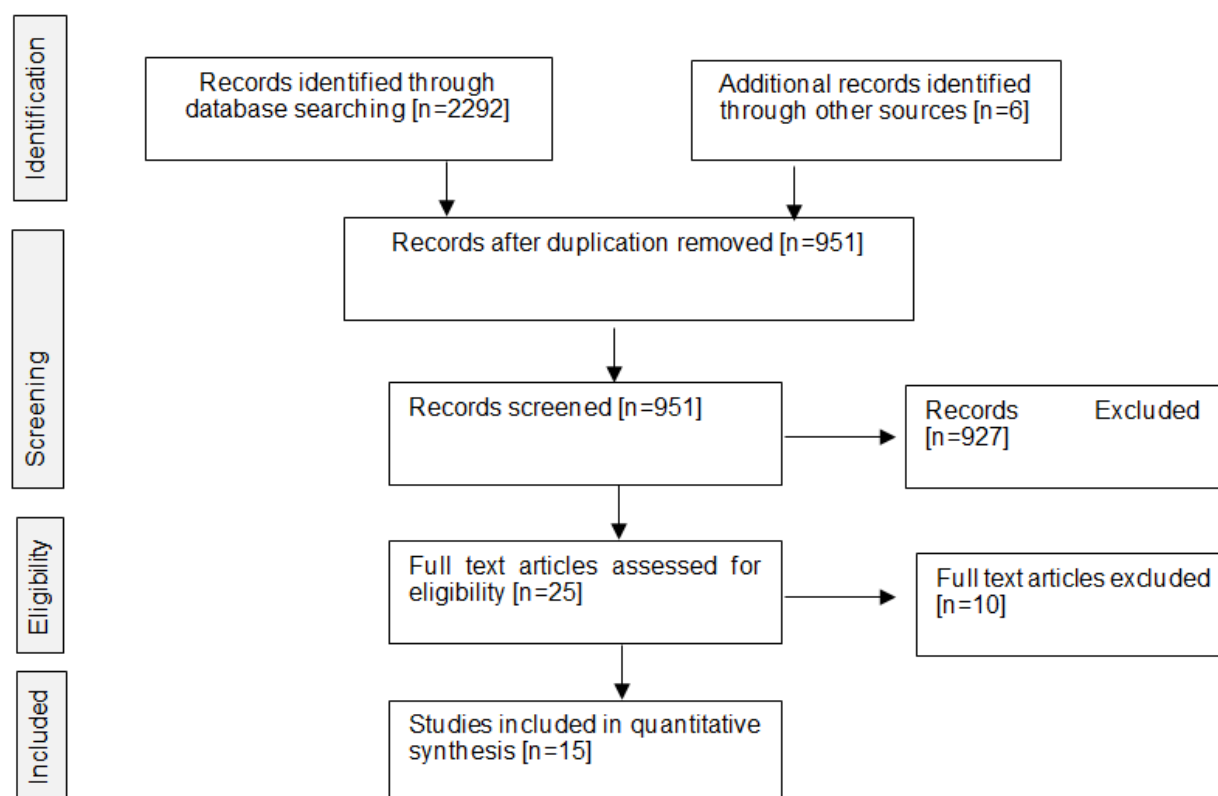 Identification
Records identified through
database searching [n=2292]
Additional records identified
through other sources [n=6]
Screening
Records after duplication removed [n=951]
Records screened [n=951]
Records Excluded
[n=927]
Eligibility
Full text articles assessed for
eligibility [n=25]
Full text articles excluded
[n=10]
Included
Studies included in quantitative
synthesis [n=15]